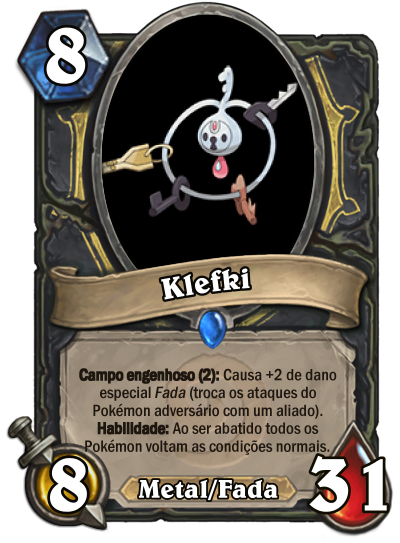 8
Klefki
Campo engenhoso (2): Causa +2 de dano
especial Fada (troca os ataques do
Pokémon adversário com um aliado).
Habilidade: Ao ser abatido todos os
Pokémon voltam as condições normais.
8
Metal/Fada
31